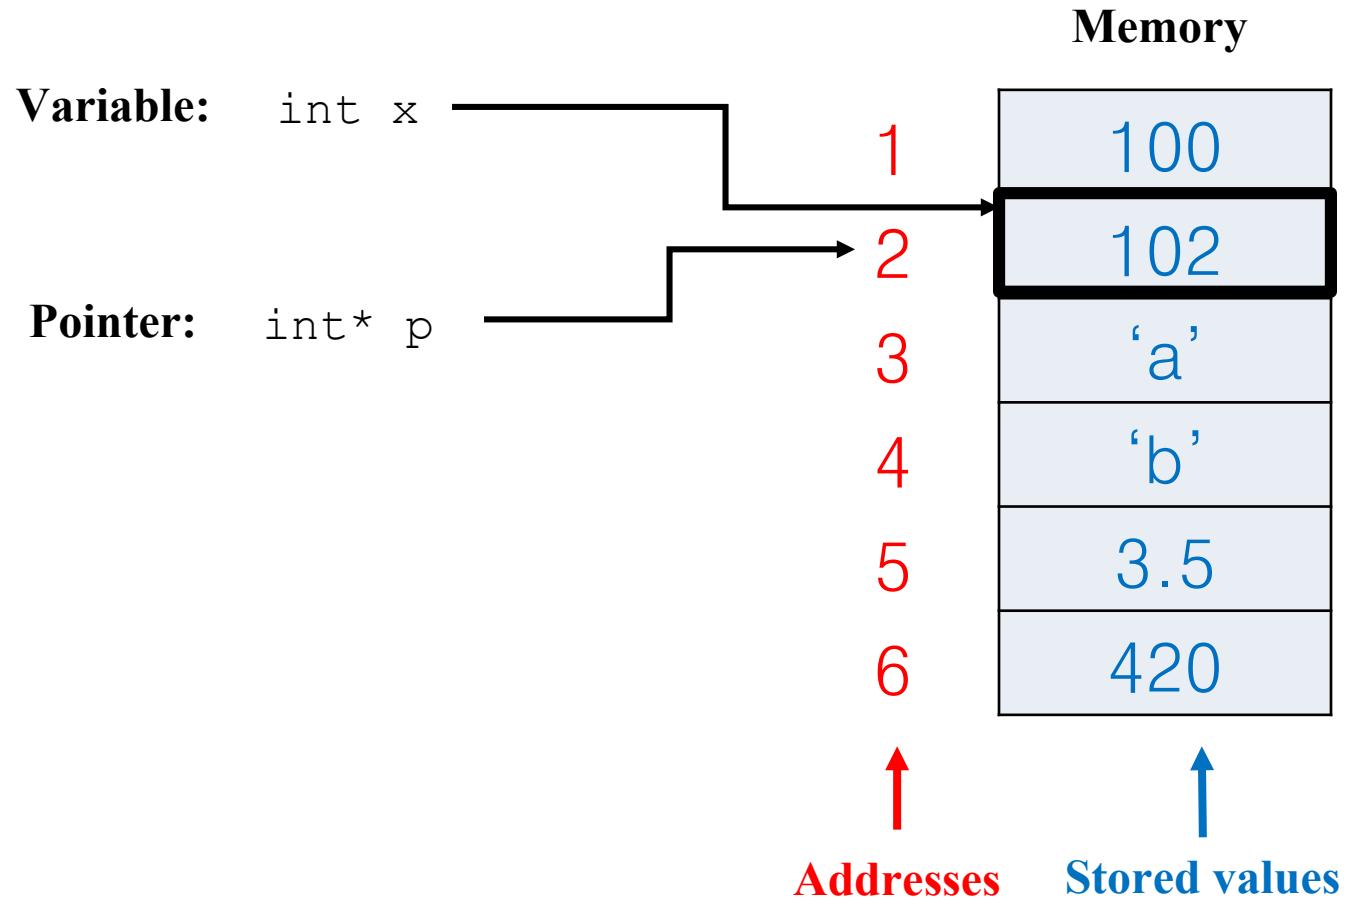 Memory
Variable: int x
1 100
2 102
Pointer: int* p
3 ‘a’
4 ‘b’
5 3.5
6 420
Addresses Stored values